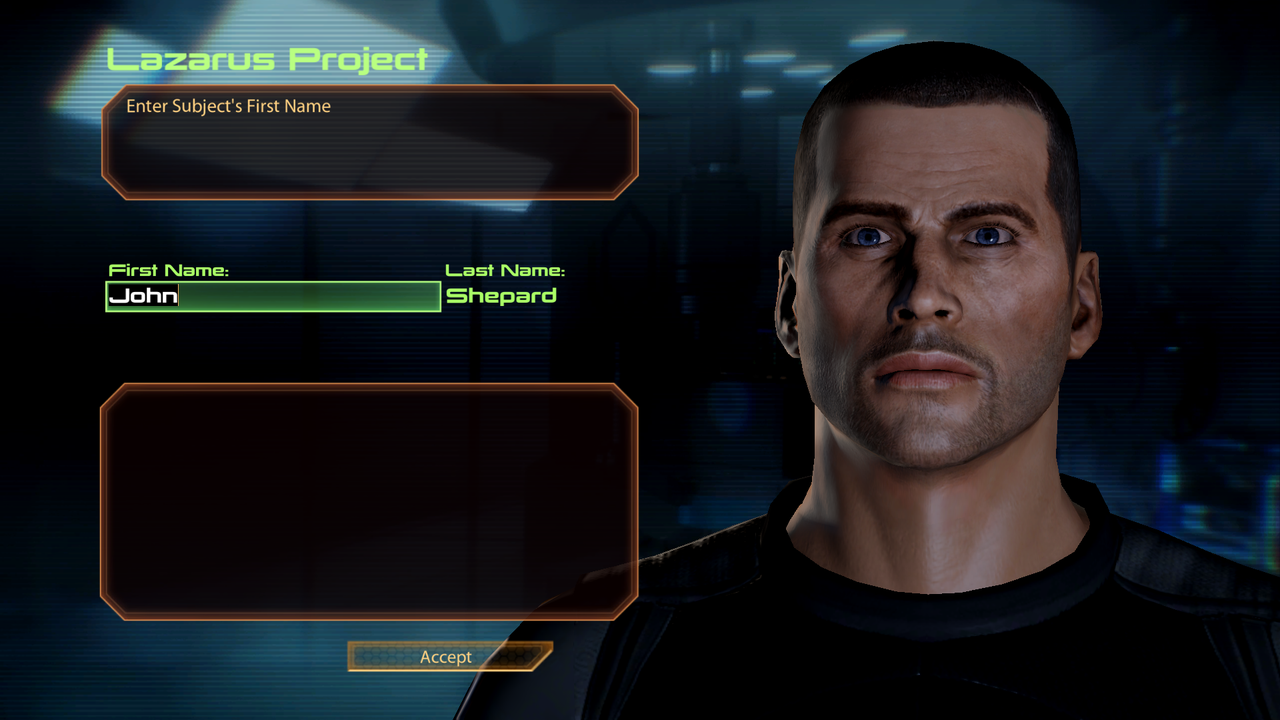 Lazarus Project
Enter Subject's First Name
First Name:
Last Name:
John
Shepard
Accept